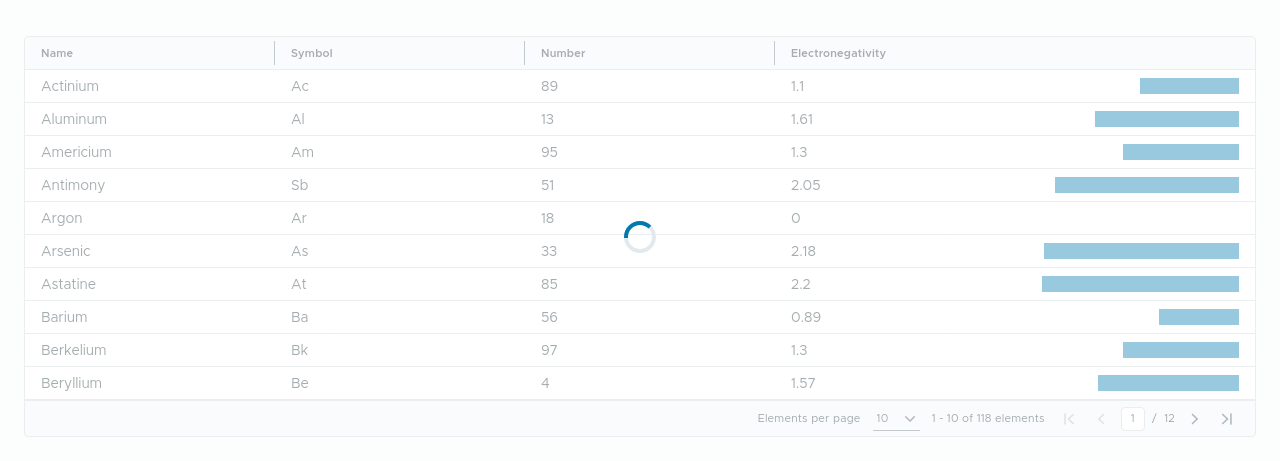 Name Symbol Number Electronegativity
Actinium Ac 89 1.1
Aluminum Al 13 1.61
Americium Am 95 1.3
Antimony Sb 51 2.05
Argon Ar 18 0
Arsenic As 33 2.18
Astatine At 85 2.2
Barium Ba 56 0.89
Berkelium Bk 97 1.3
Beryllium Be 4 1.57
Elements per page 10 1 - 10 of 118 elements 1 / 12